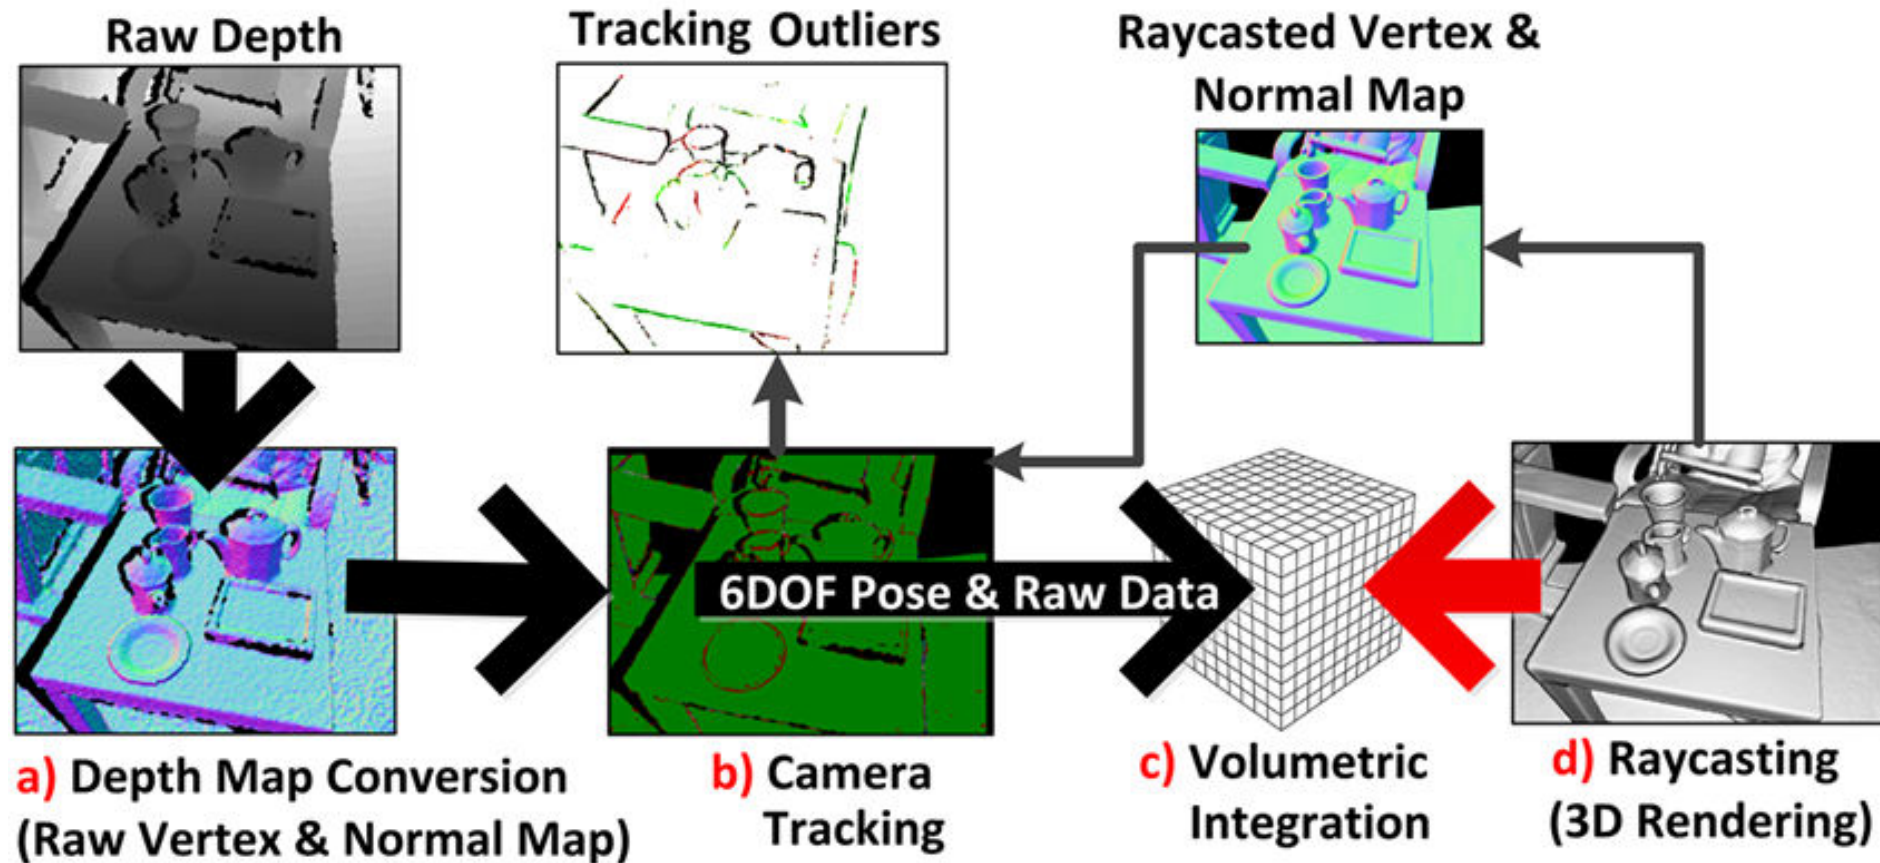 Raw Depth
Tracking Outliers
Raycasted Vertex &
Normal Map
6DOF Pose & Raw Data
a) Depth Map Conversion
(Raw Vertex & Normal Map)
b) Camera
Tracking
c) Volumetric
Integration
d) Raycasting
(3D Rendering)